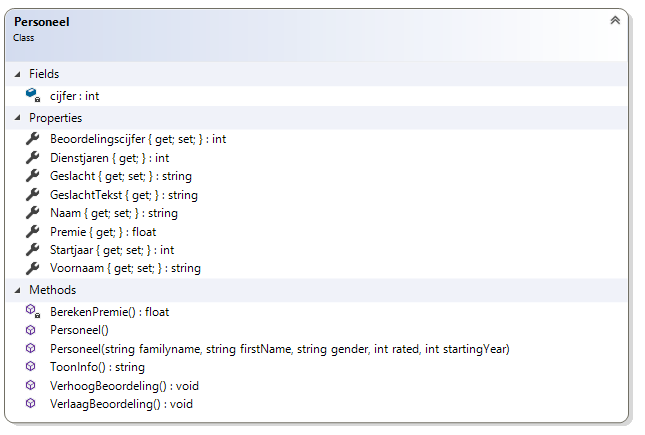 Personeel
Class
Fields
cijfer : int
Properties
Beoordelingscijfer { get; set; } : int
Dienstjaren { get; } : int
Geslacht { get; set; } : string
GeslachtTekst { get; } : string
Naam { get; set; } : string
Premie { get; } : float
Startjaar { get; set; } : int
Voornaam { get; set; } : string
Methods
BerekenPremie() : float
Personeel()
Personeel(string familyname, string firstName, string gender, int rated, int startingYear)
ToonInfo() : string
VerhoogBeoordeling() : void
VerlaagBeoordeling() : void